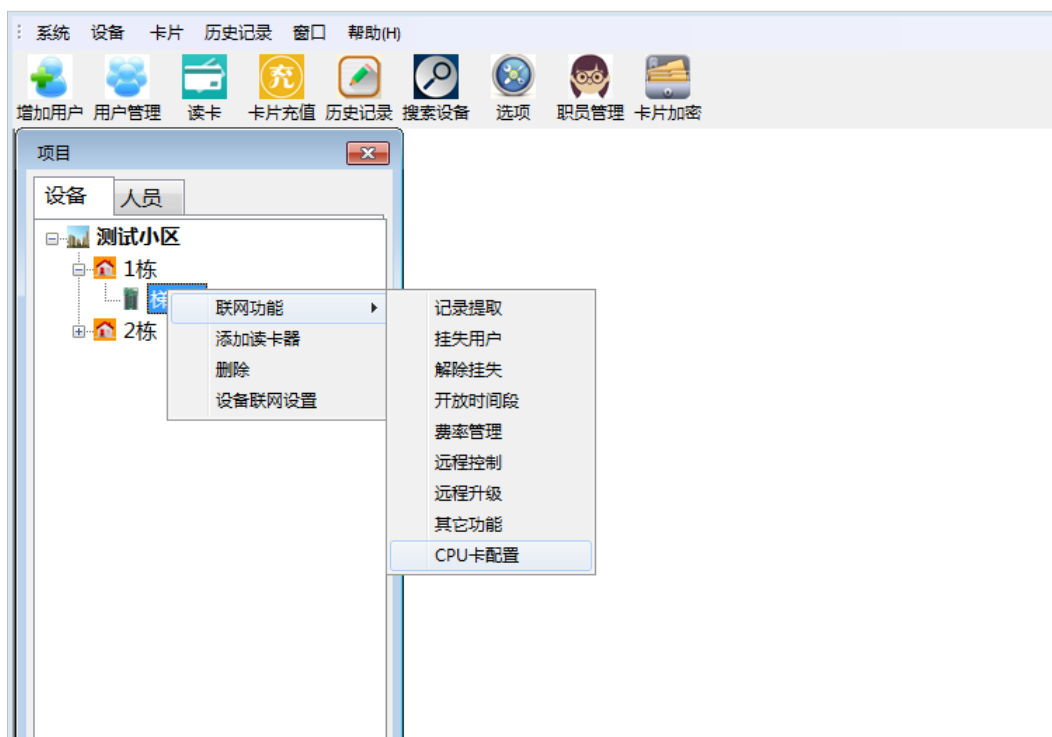 系统 设备 卡片 历史记录 窗口 帮助(H)
充
增加用户 用户管理 读卡 卡片充值 历史记录 搜索设备 选项 职员管理 卡片加密
项目
设备 人员
测试小区
1栋
梯
2栋
联网功能
添加读卡器
删除
设备联网设置
记录提取
挂失用户
解除挂失
开放时间段
费率管理
远程控制
远程升级
其它功能
CPU卡配置